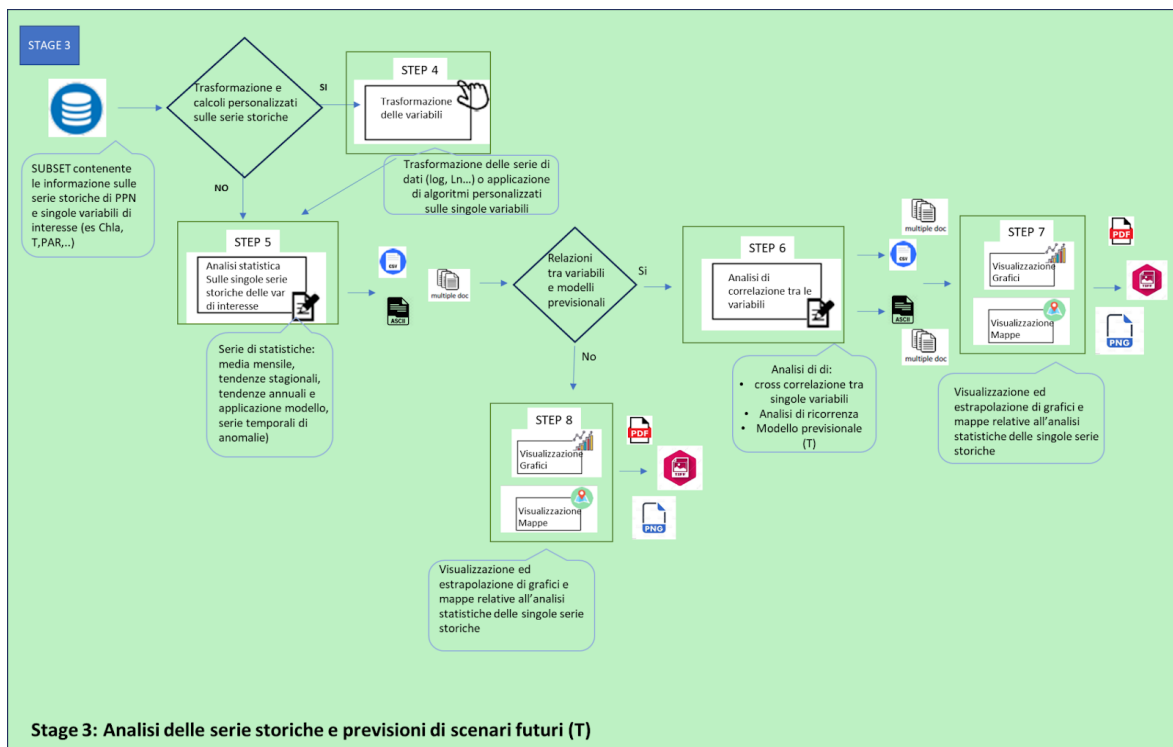 STAGE 3
Trasformazione e
calcoli personalizzati
sulle serie storiche
SI
STEP 4
Trasformazione
delle variabili
SUBSET contenente
le informazione sulle
serie storiche di PPN
e singole variabili di
interesse (es Chla,
T,PAR,..)
NO
Trasformazione delle serie di
dati (log, Ln...) o applicazione
di algoritmi personalizzati
sulle singole variabili
STEP 5
Analisi statistica
Sulle singole serie
storiche delle var
di interesse
CSV
ASCII
multiple doc
Serie di statistiche:
media mensile,
tendenze stagionali,
tendenze annuali e
applicazione modello,
serie temporali di
anomalie)
Relazioni
tra variabili
e modelli
previsionali
Si
No
STEP 6
Analisi di
correlazione tra le
variabili
Analisi di di:
• cross correlazione tra
singole variabili
• Analisi di ricorrenza
• Modello previsionale
(T)
multiple doc
CSV
ASCII
multiple doc
STEP 7
Visualizzazione
Grafici
Visualizzazione
Mappe
PDF
TIFF
PNG
Visualizzazione ed
estrapolazione di grafici e
mappe relative all'analisi
statistiche delle singole serie
storiche
STEP 8
Visualizzazione
Grafici
Visualizzazione
Mappe
PDF
TIFF
PNG
Visualizzazione ed
estrapolazione di grafici e
mappe relative all'analisi
statistiche delle singole serie
storiche
Stage 3: Analisi delle serie storiche e previsioni di scenari futuri (T)